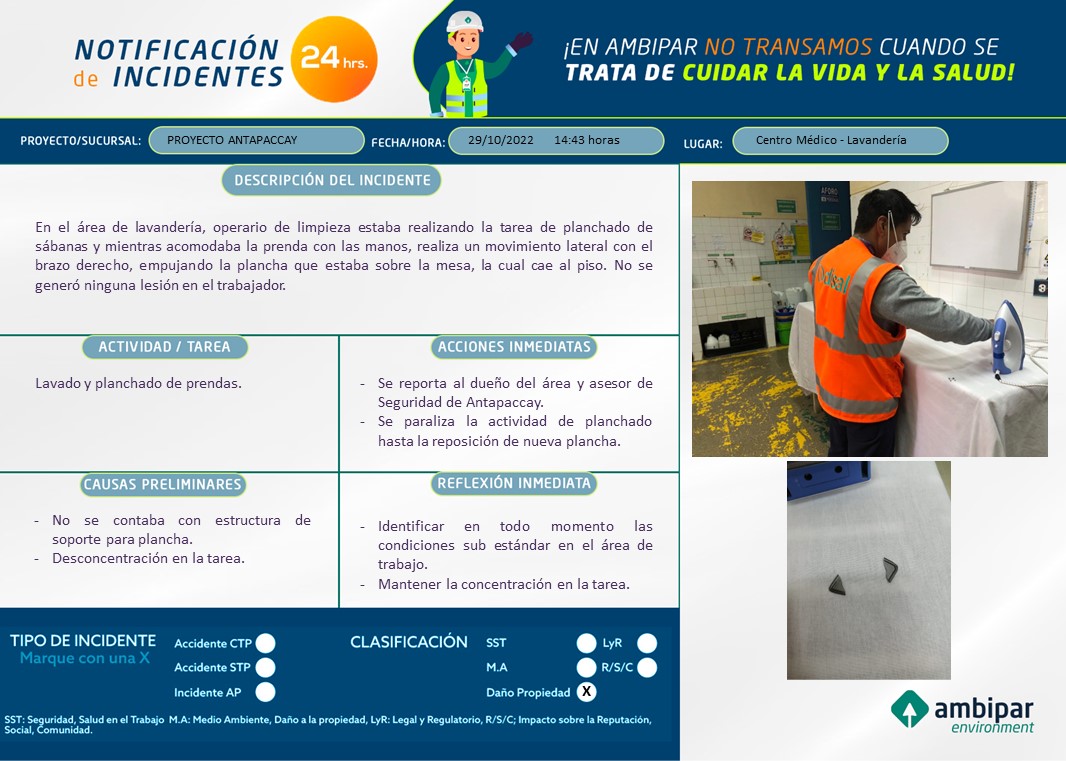 NOTIFICACIÓN
de INCIDENTES
24 hrs.
¡EN AMBIPAR NO TRANSAMOS CUANDO SE
TRATA DE CUIDAR LA VIDA Y LA SALUD!
PROYECTO/SUCURSAL: PROYECTO ANTAPACCAY FECHA/HORA: 29/10/2022 14:43 horas LUGAR: Centro Médico - Lavandería
DESCRIPCIÓN DEL INCIDENTE
En el área de lavandería, operario de limpieza estaba realizando la tarea de planchado de
sábanas y mientras acomodaba la prenda con las manos, realiza un movimiento lateral con el
brazo derecho, empujando la plancha que estaba sobre la mesa, la cual cae al piso. No se
generó ninguna lesión en el trabajador.
ACTIVIDAD / TAREA
Lavado y planchado de prendas.
ACCIONES INMEDIATAS
- Se reporta al dueño del área y asesor de
Seguridad de Antapaccay.
- Se paraliza la actividad de planchado
hasta la reposición de nueva plancha.
CAUSAS PRELIMINARES
- No se contaba con estructura de
soporte para plancha.
- Desconcentración en la tarea.
REFLEXIÓN INMEDIATA
- Identificar en todo momento las
condiciones sub estándar en el área de
trabajo.
- Mantener la concentración en la tarea.
AFORO
TIPO DE INCIDENTE
Marque con una X
Accidente CTP
Accidente STP
Incidente AP
CLASIFICACIÓN
SST LyR
M.A R/S/C
Daño Propiedad X
SST: Seguridad, Salud en el Trabajo M.A: Medio Ambiente, Daño a la propiedad, LyR: Legal y Regulatorio, R/S/C; Impacto sobre la Reputación,
Social, Comunidad.
ambipar
environment